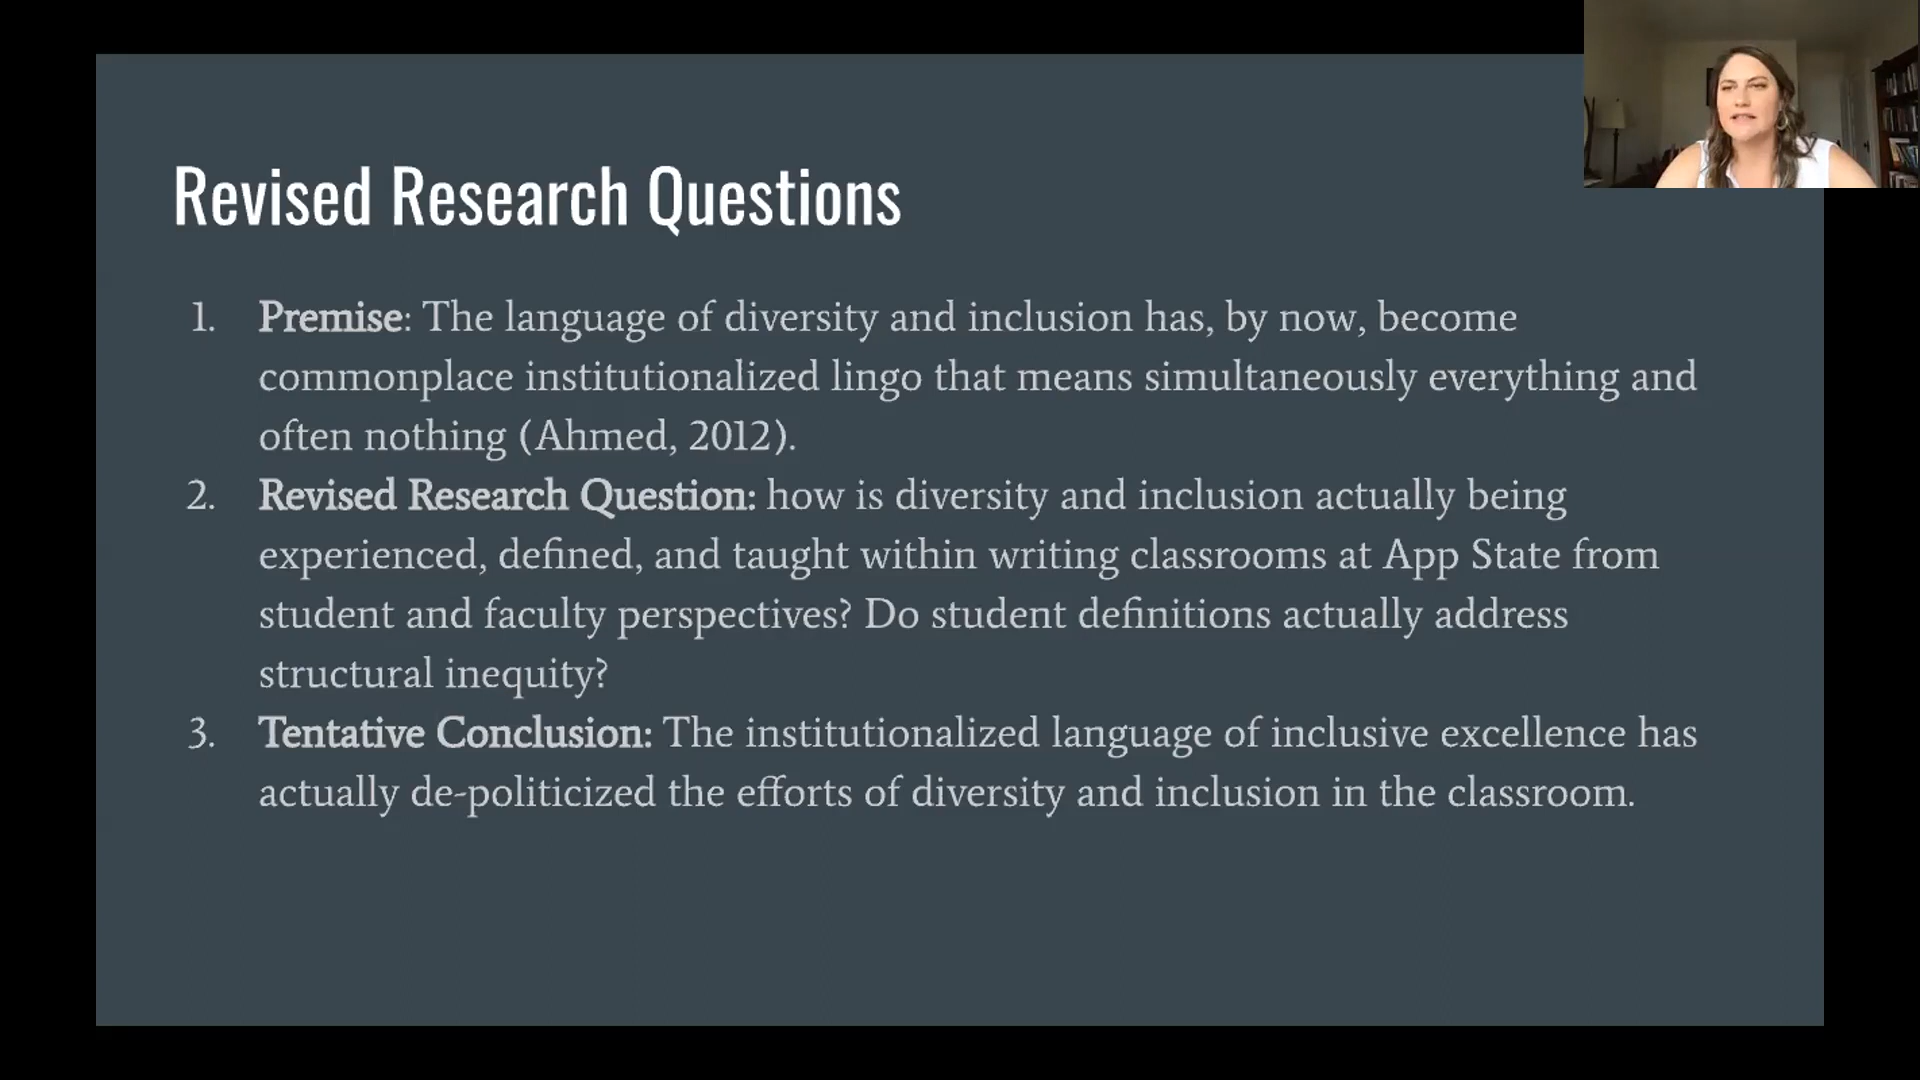 Revised Research Questions
1. Premise: The language of diversity and inclusion has, by now, become
commonplace institutionalized lingo that means simultaneously everything and
often nothing (Ahmed, 2012).
2. Revised Research Question: how is diversity and inclusion actually being
experienced, defined, and taught within writing classrooms at App State from
student and faculty perspectives? Do student definitions actually address
structural inequity?
3. Tentative Conclusion: The institutionalized language of inclusive excellence has
actually de-politicized the efforts of diversity and inclusion in the classroom.